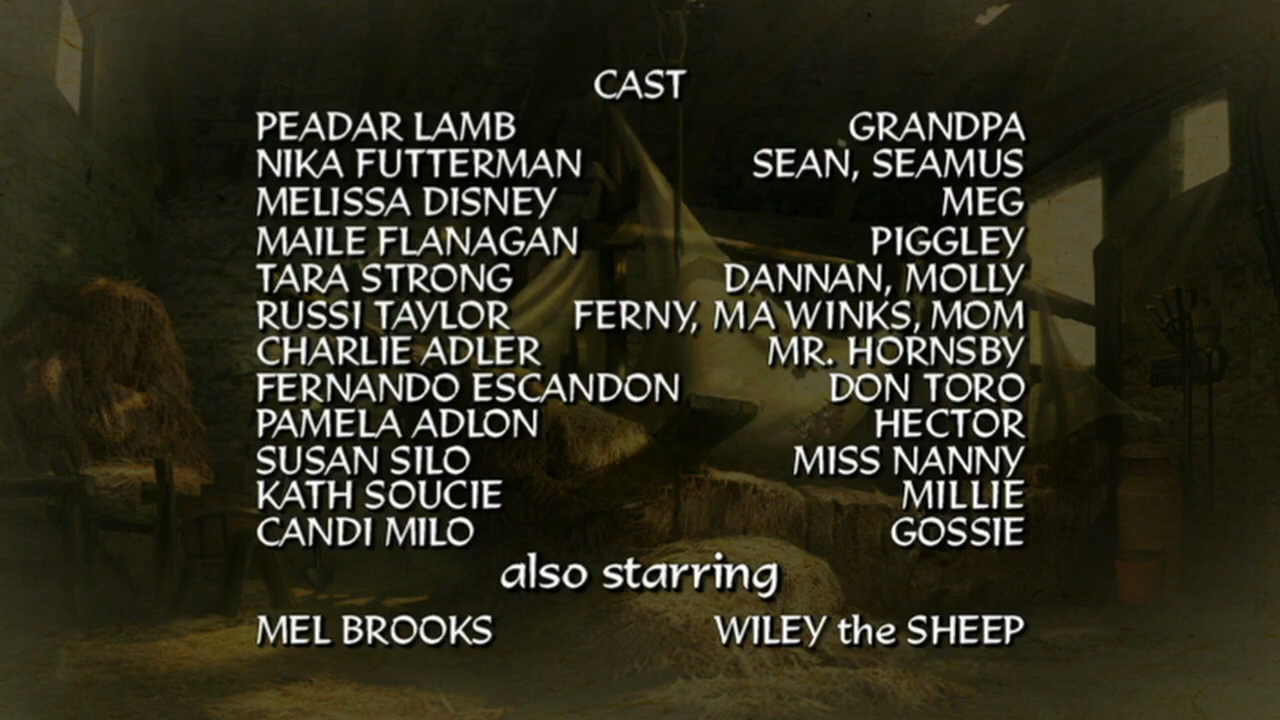 CAST
PEADAR LAMB GRANDPA
NIKA FUTTERMAN SEAN, SEAMUS
MELISSA DISNEY MEG
MAILE FLANAGAN PIGGLEY
TARA STRONG DANNAN, MOLLY
RUSSI TAYLOR FERNY, MA WINKS, MOM
CHARLIE ADLER MR. HORNSBY
FERNANDO ESCANDON DON TORO
PAMELA ADLON HECTOR
SUSAN SILO MISS NANNY
KATH SOUCIE MILLIE
CANDI MILO GOSSIE
also starring
MEL BROOKS WILEY the SHEEP